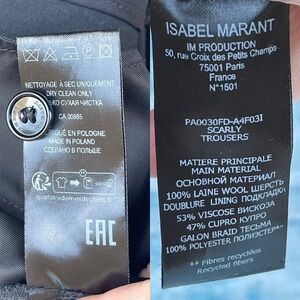 NETTOYAGE À SEC UNIQUEMENT
DRY CLEAN ONLY
СУХАЯ ЧИСТКА
CA 00985
FABRIQUÉ EN POLOGNE
MADE IN POLAND
СДЕЛАНО В ПОЛЬШЕ
quefairedemesdechets.fr
EAC
ISABEL MARANT
IM PRODUCTION
50, rue Croix des Petits Champs
75001 Paris
France
N°1501
PA0030FD-A4F03I
SCARLY
TROUSERS
MATIERE PRINCIPALE
MAIN MATERIAL
ОСНОВНОЙ МАТЕРИАЛ
100% LAINE WOOL ШЕРСТЬ
DOUBLURE LINING ПОДКЛАДКА
53% VISCOSE ВИСКОЗА
47% CUPRO КУПРО
GALON BRAID ТЕСЬМА
100% POLYESTER ПОЛИЭСТЕР**
** Fibres recyclées
Recycled fibers